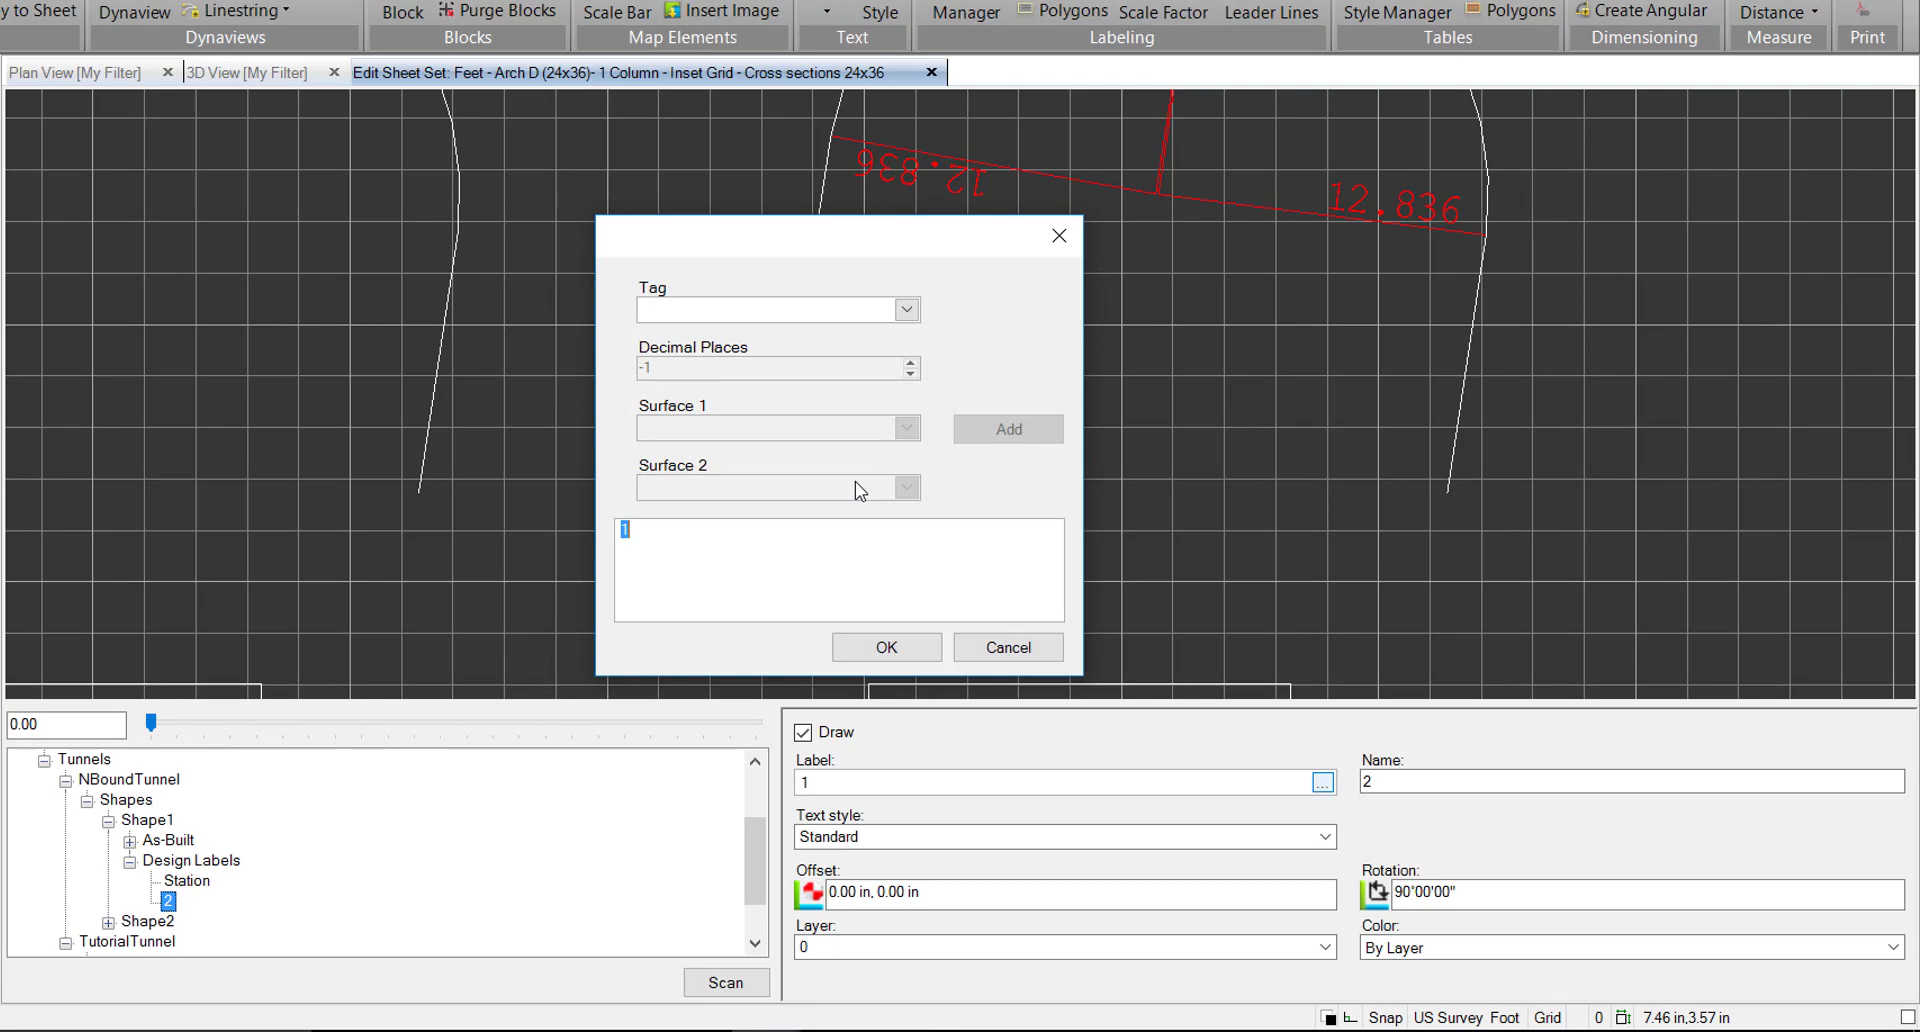 y to Sheet
Dynaview
Linestring
Block
Purge Blocks
Scale Bar
Insert Image
Style
Manager
Polygons
Scale Factor
Leader Lines
Style Manager
Polygons
Create Angular
Distance
Dynaviews
Blocks
Map Elements
Text
Labeling
Tables
Dimensioning
Measure
Print
Plan View [My Filter]
3D View [My Filter]
Edit Sheet Set: Feet - Arch D (24x36)- 1 Column - Inset Grid - Cross sections 24x36
12.836
12.836
Tag
Decimal Places
-1
Surface 1
Add
Surface 2
1
OK
Cancel
0.00
Tunnels
NBoundTunnel
Shapes
Shape1
As-Built
Design Labels
Station
2
Shape2
TutorialTunnel
Scan
Draw
Label:
1
...
Name:
2
Text style:
Standard
Offset:
0.00 in, 0.00 in
Rotation:
90°00'00"
Layer:
0
Color:
By Layer
Snap
US Survey Foot
Grid
0
7.46 in,3.57 in